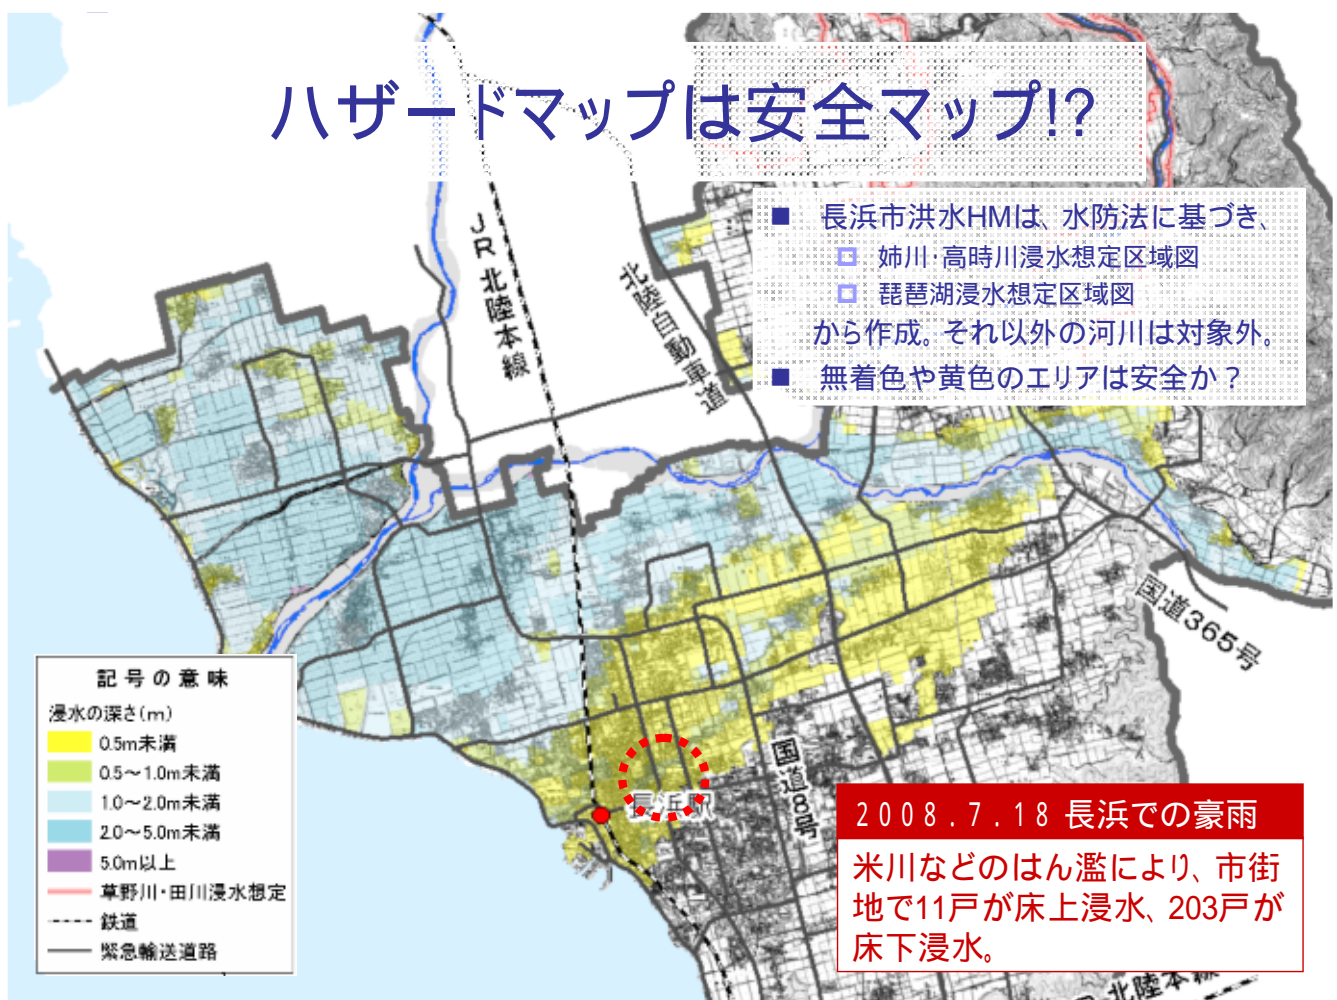 ハザードマップは安全マップ!?
■ 長浜市洪水HMは、水防法に基づき、
姉川･高時川浸水想定区域図
琵琶湖浸水想定区域図
から作成。それ以外の河川は対象外。
■ 無着色や黄色のエリアは安全か？
JR北陸本線
北陸自動車道
国道365号
国道8号
長浜駅
記号の意味
浸水の深さ(m)
0.5m未満
0.5～1.0m未満
1.0～2.0m未満
2.0～5.0m未満
5.0m以上
草野川・田川浸水想定
鉄道
緊急輸送道路
2008.7.18 長浜での豪雨
米川などのはん濫により、市街
地で11戸が床上浸水、203戸が
床下浸水。
北陸本線